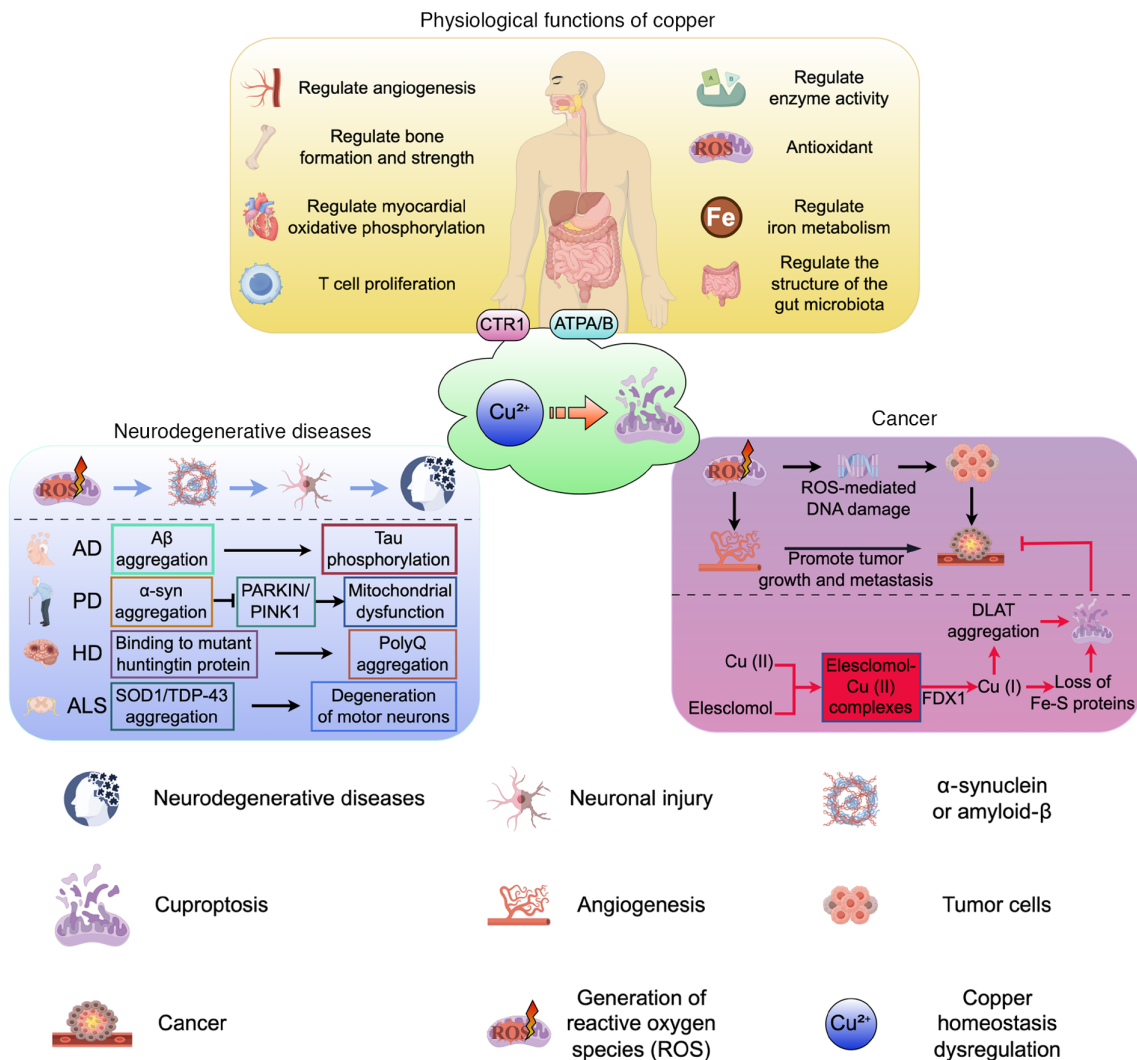 Physiological functions of copper
Regulate angiogenesis
Regulate bone
formation and strength
Regulate myocardial
oxidative phosphorylation
T cell proliferation
A B
Regulate
enzyme activity
ROS
Antioxidant
Fe
Regulate
iron metabolism
Regulate the
structure of the
gut microbiota
CTR1
ATPA/B
Cu²⁺
Neurodegenerative diseases
ROS
AD
Aβ
aggregation
Tau
phosphorylation
PD
α-syn
aggregation
PARKIN/
PINK1
Mitochondrial
dysfunction
HD
Binding to mutant
huntingtin protein
PolyQ
aggregation
ALS
SOD1/TDP-43
aggregation
Degeneration
of motor neurons
Cancer
ROS
ROS-mediated
DNA damage
Promote tumor
growth and metastasis
DLAT
aggregation
Cu (II)
Elesclomol
Elesclomol-
Cu (II)
complexes
FDX1
Cu (I)
Loss of
Fe-S proteins
Neurodegenerative diseases
Neuronal injury
α-synuclein
or amyloid-β
Cuproptosis
Angiogenesis
Tumor cells
Cancer
ROS
Generation of
reactive oxygen
species (ROS)
Cu²⁺
Copper
homeostasis
dysregulation